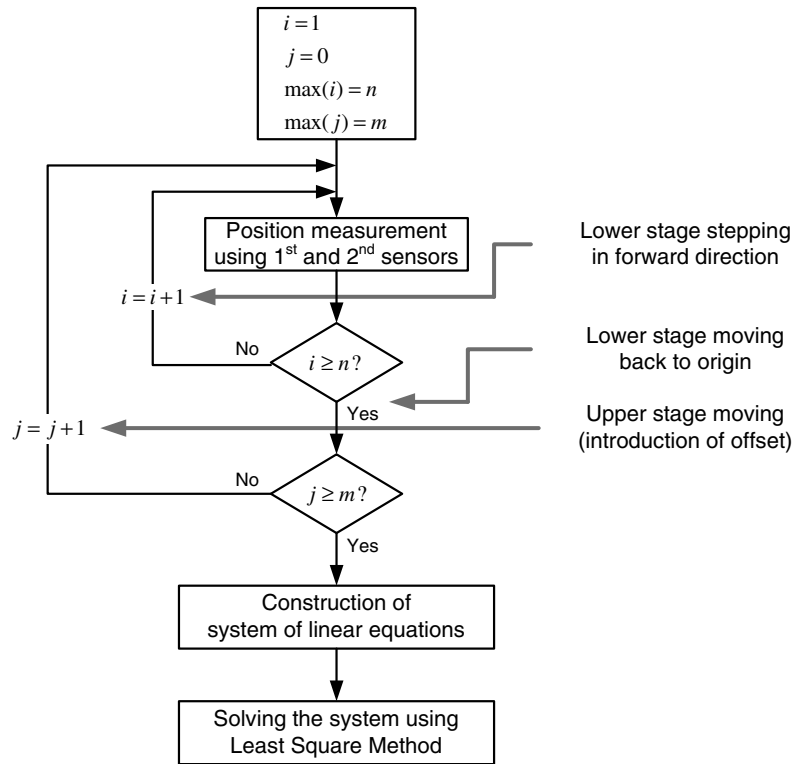 i = 1
j = 0
max(i) = n
max(j) = m
Position measurement
using 1st and 2nd sensors
Lower stage stepping
in forward direction
i = i+1
No
i ≥ n?
Lower stage moving
back to origin
Yes
Upper stage moving
(introduction of offset)
j = j+1
No
j ≥ m?
Yes
Construction of
system of linear equations
Solving the system using
Least Square Method